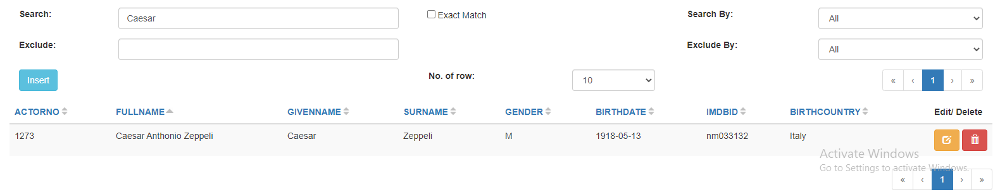 Search: Caesar Exact Match Search By: All
Exclude: Exclude By: All
Insert No. of row: 10 « ‹ 1 › »
ACTORNO FULLNAME GIVENNAME SURNAME GENDER BIRTHDATE IMDBID BIRTHCOUNTRY Edit/ Delete
1273 Caesar Anthonio Zeppeli Caesar Zeppeli M 1918-05-13 nm033132 Italy
Activate Windows
Go to Settings to activate Windows.
« ‹ 1 › »